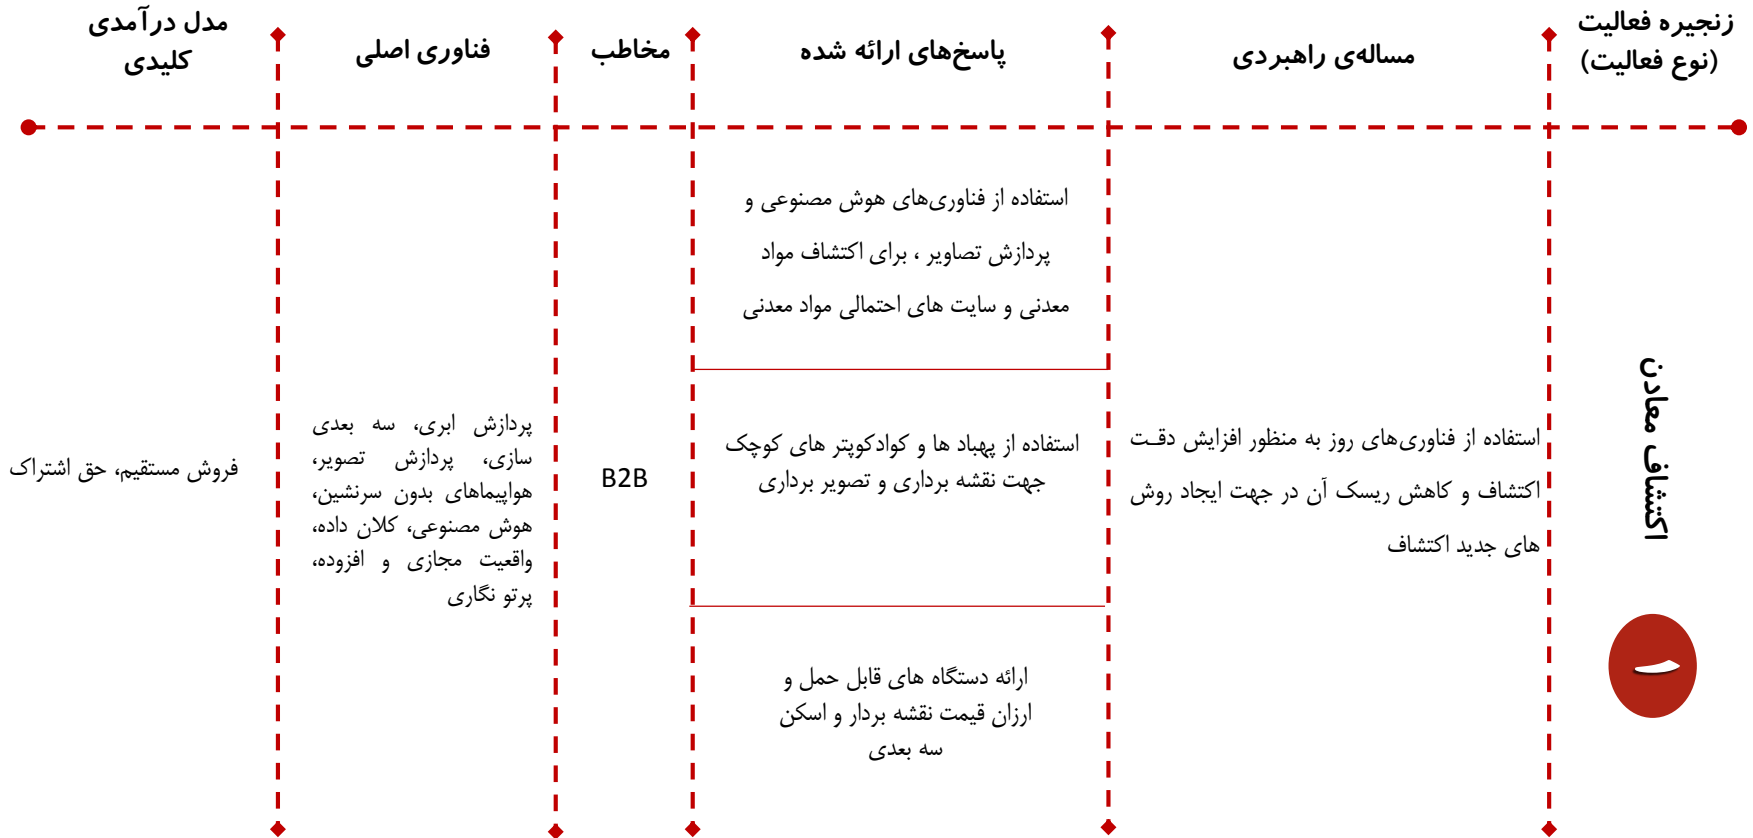 زنجیره فعالیت
(نوع فعالیت)
مساله‌ی راهبردی
پاسخ‌های ارائه شده
مخاطب
فناوری اصلی
مدل درآمدی
کلیدی
اکتشاف معادن
۱
استفاده از فناوری‌های روز به منظور افزایش دقت
اکتشاف و کاهش ریسک آن در جهت ایجاد روش
های جدید اکتشاف
استفاده از فناوری‌های هوش مصنوعی و
پردازش تصاویر ، برای اکتشاف مواد
معدنی و سایت های احتمالی مواد معدنی
استفاده از پهباد ها و کوادکوپتر های کوچک
جهت نقشه برداری و تصویر برداری
ارائه دستگاه های قابل حمل و
ارزان قیمت نقشه بردار و اسکن
سه بعدی
B2B
پردازش ابری، سه بعدی
سازی، پردازش تصویر،
هواپیماهای بدون سرنشین،
هوش مصنوعی، کلان داده،
واقعیت مجازی و افزوده،
پرتو نگاری
فروش مستقیم، حق اشتراک